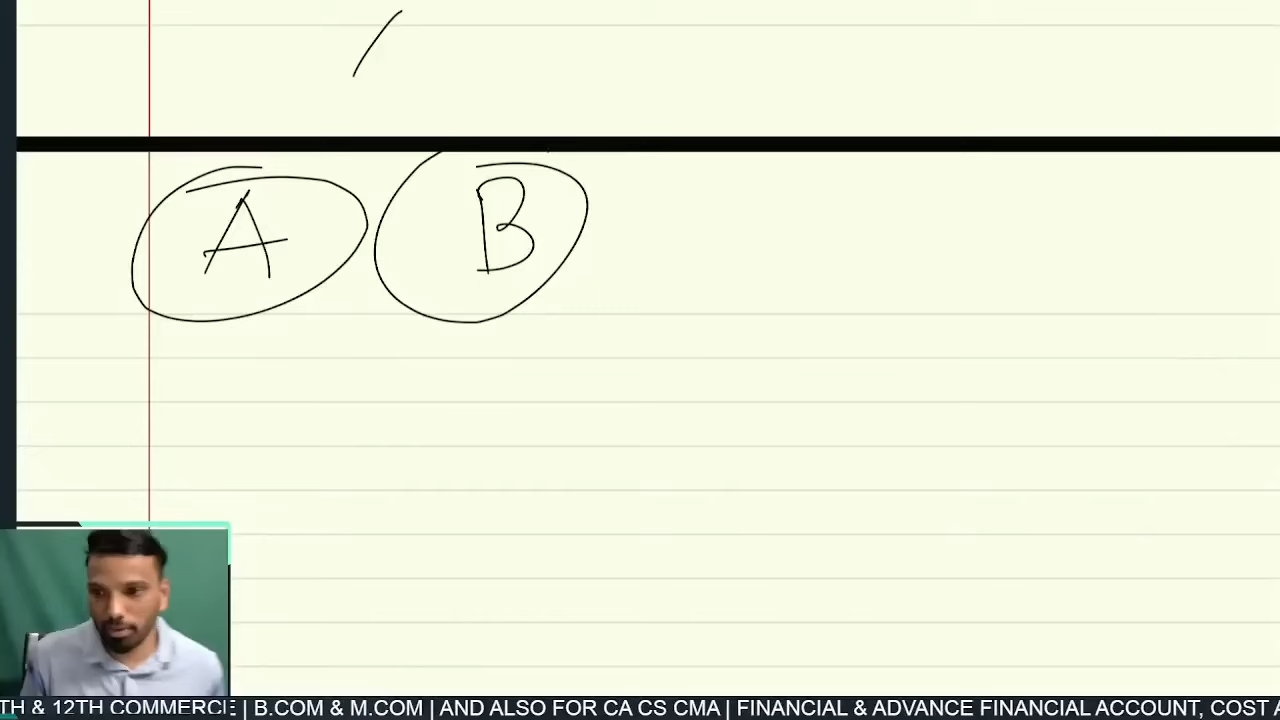 A B
TH & 12TH COMMERCE | B.COM & M.COM | AND ALSO FOR CA CS CMA | FINANCIAL & ADVANCE FINANCIAL ACCOUNT, COST A